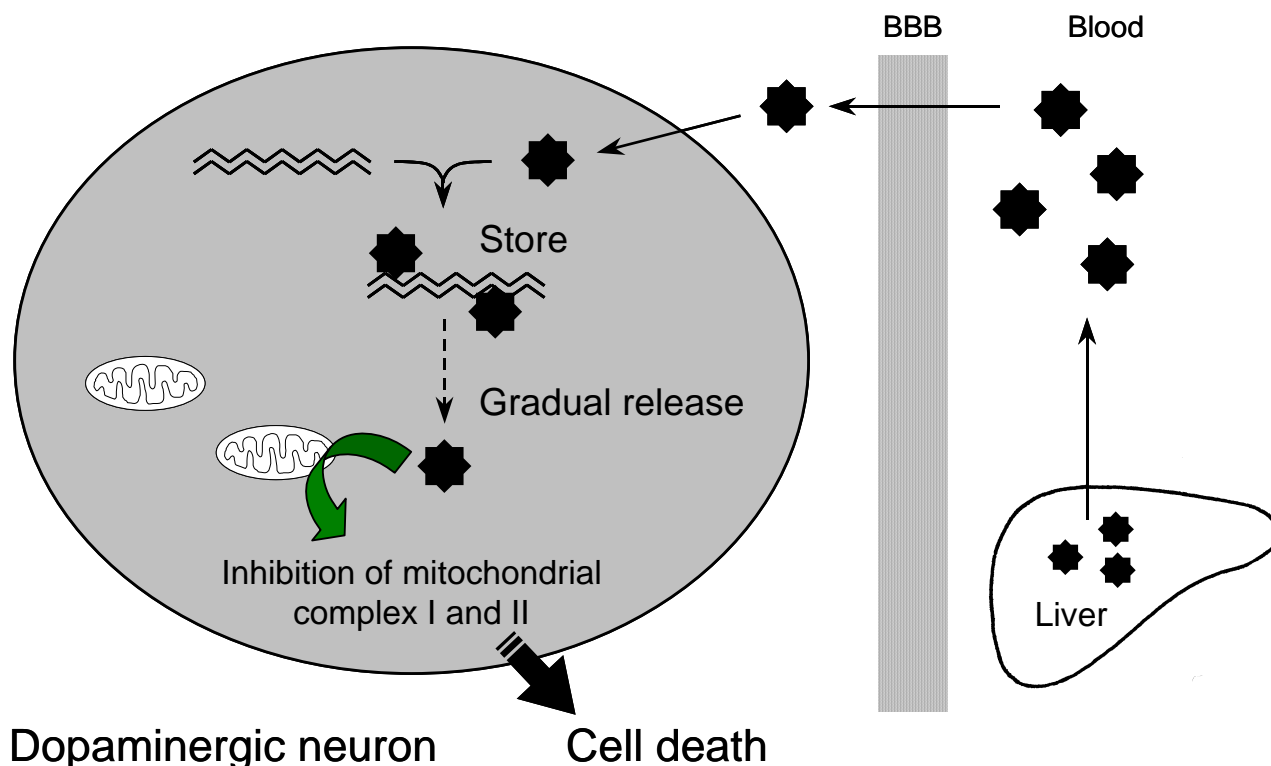 BBB
Blood
Store
Gradual release
Inhibition of mitochondrial
complex I and II
Liver
Dopaminergic neuron
Cell death